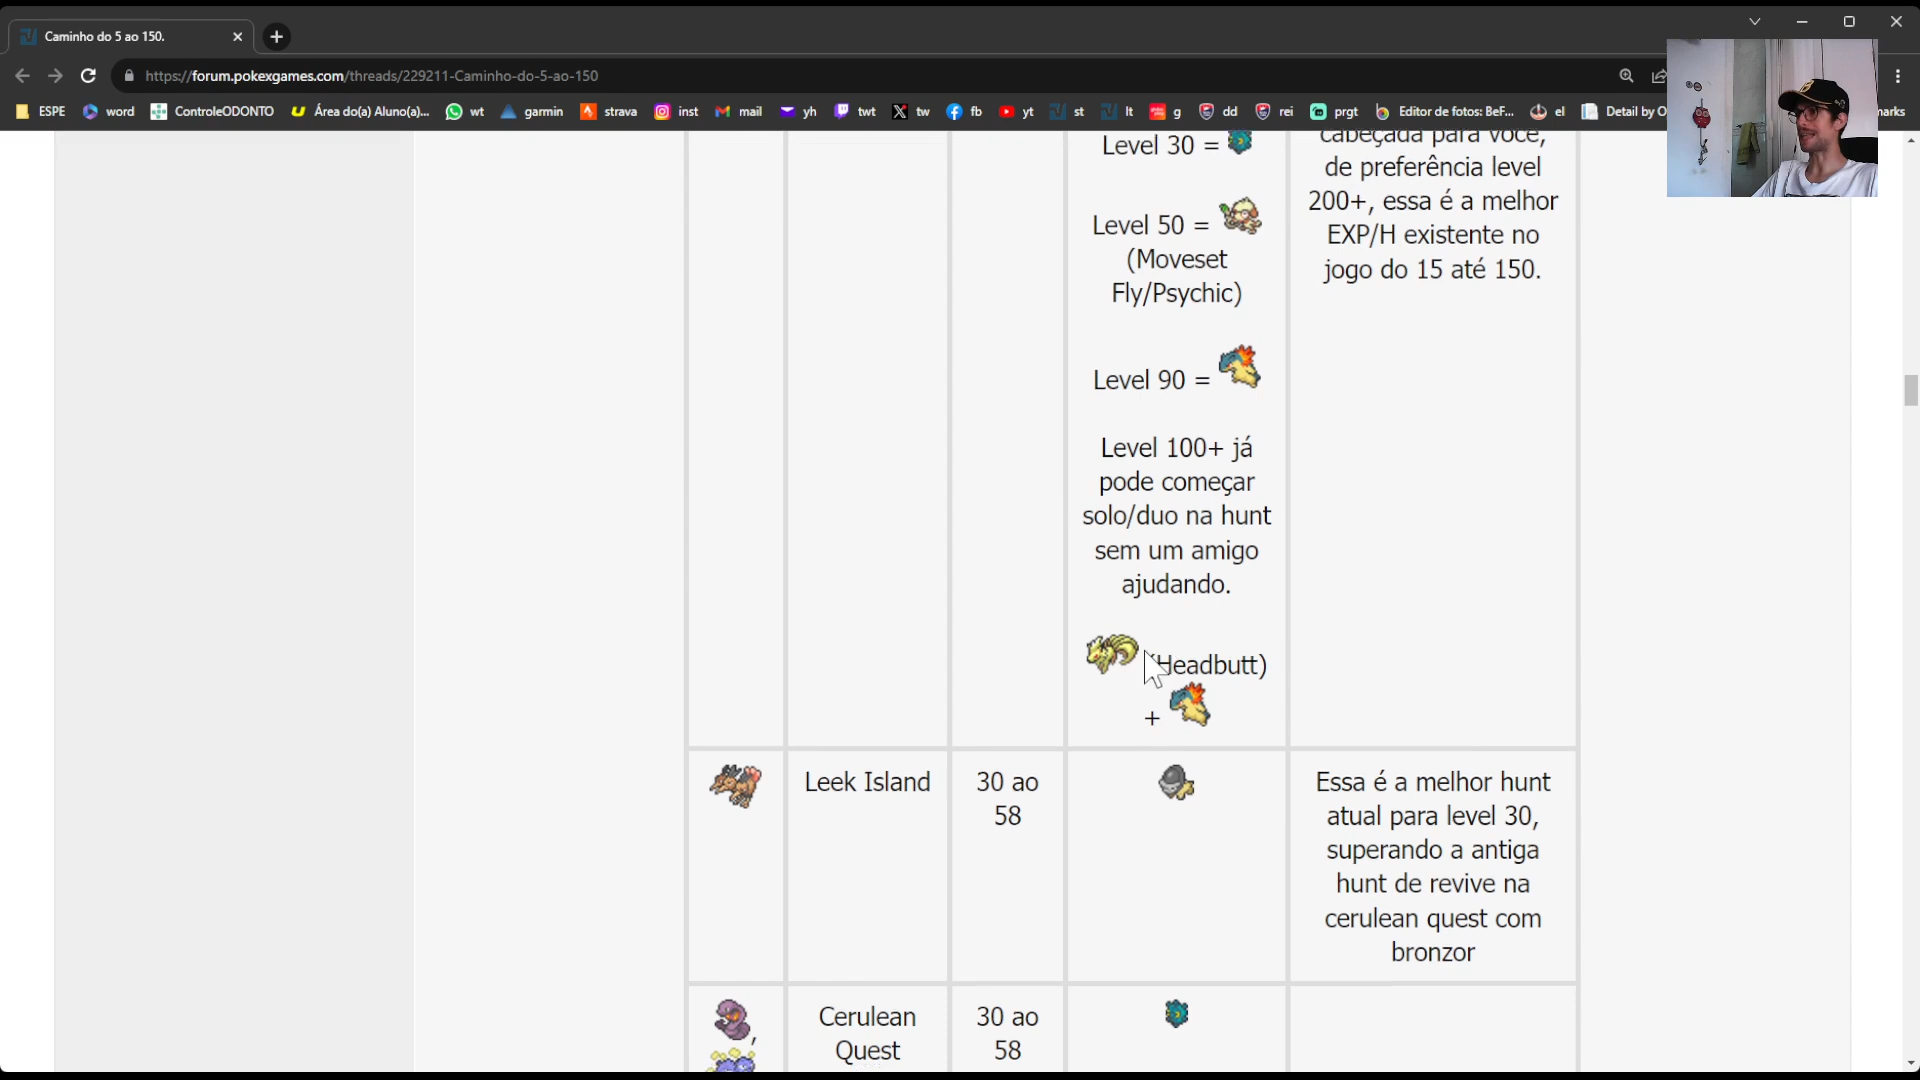 Caminho do 5 ao 150.
https://forum.pokexgames.com/threads/229211-Caminho-do-5-ao-150
ESPE
word
ControleODONTO
Área do(a) Aluno(a)...
wt
garmin
strava
inst
mail
yh
twt
tw
fb
yt
st
lt
g
dd
rei
prgt
Editor de fotos: BeF...
el
Detail by O
marks
Level 30 =
Level 50 =
(Moveset
Fly/Psychic)
Level 90 =
Level 100+ já
pode começar
solo/duo na hunt
sem um amigo
ajudando.
(Headbutt)
+
cabeçada para você,
de preferência level
200+, essa é a melhor
EXP/H existente no
jogo do 15 até 150.
Leek Island
30 ao
58
Essa é a melhor hunt
atual para level 30,
superando a antiga
hunt de revive na
cerulean quest com
bronzor
,
Cerulean
Quest
30 ao
58